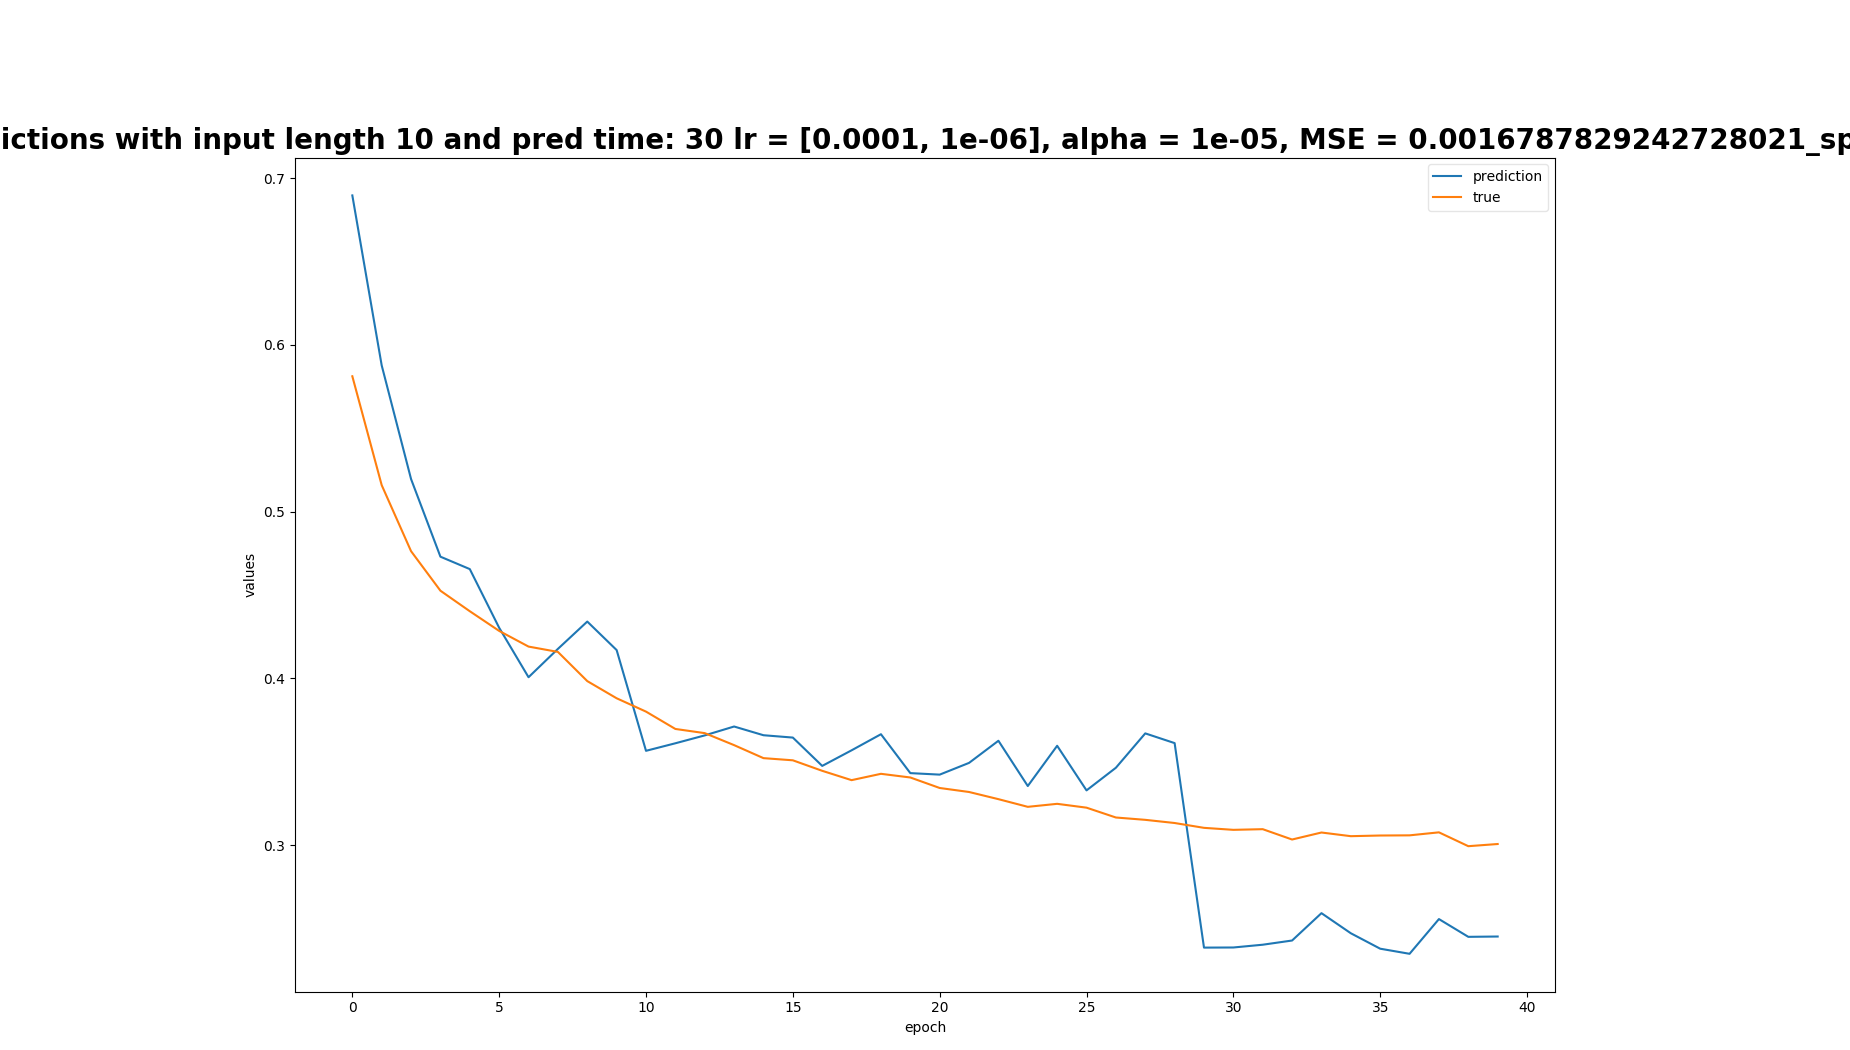 ictions with input length 10 and pred time: 30 lr = [0.0001, 1e-06], alpha = 1e-05, MSE = 0.0016787829242728021_sp
prediction
true
0.7
0.6
0.5
0.4
0.3
values
0 5 10 15 20 25 30 35 40
epoch